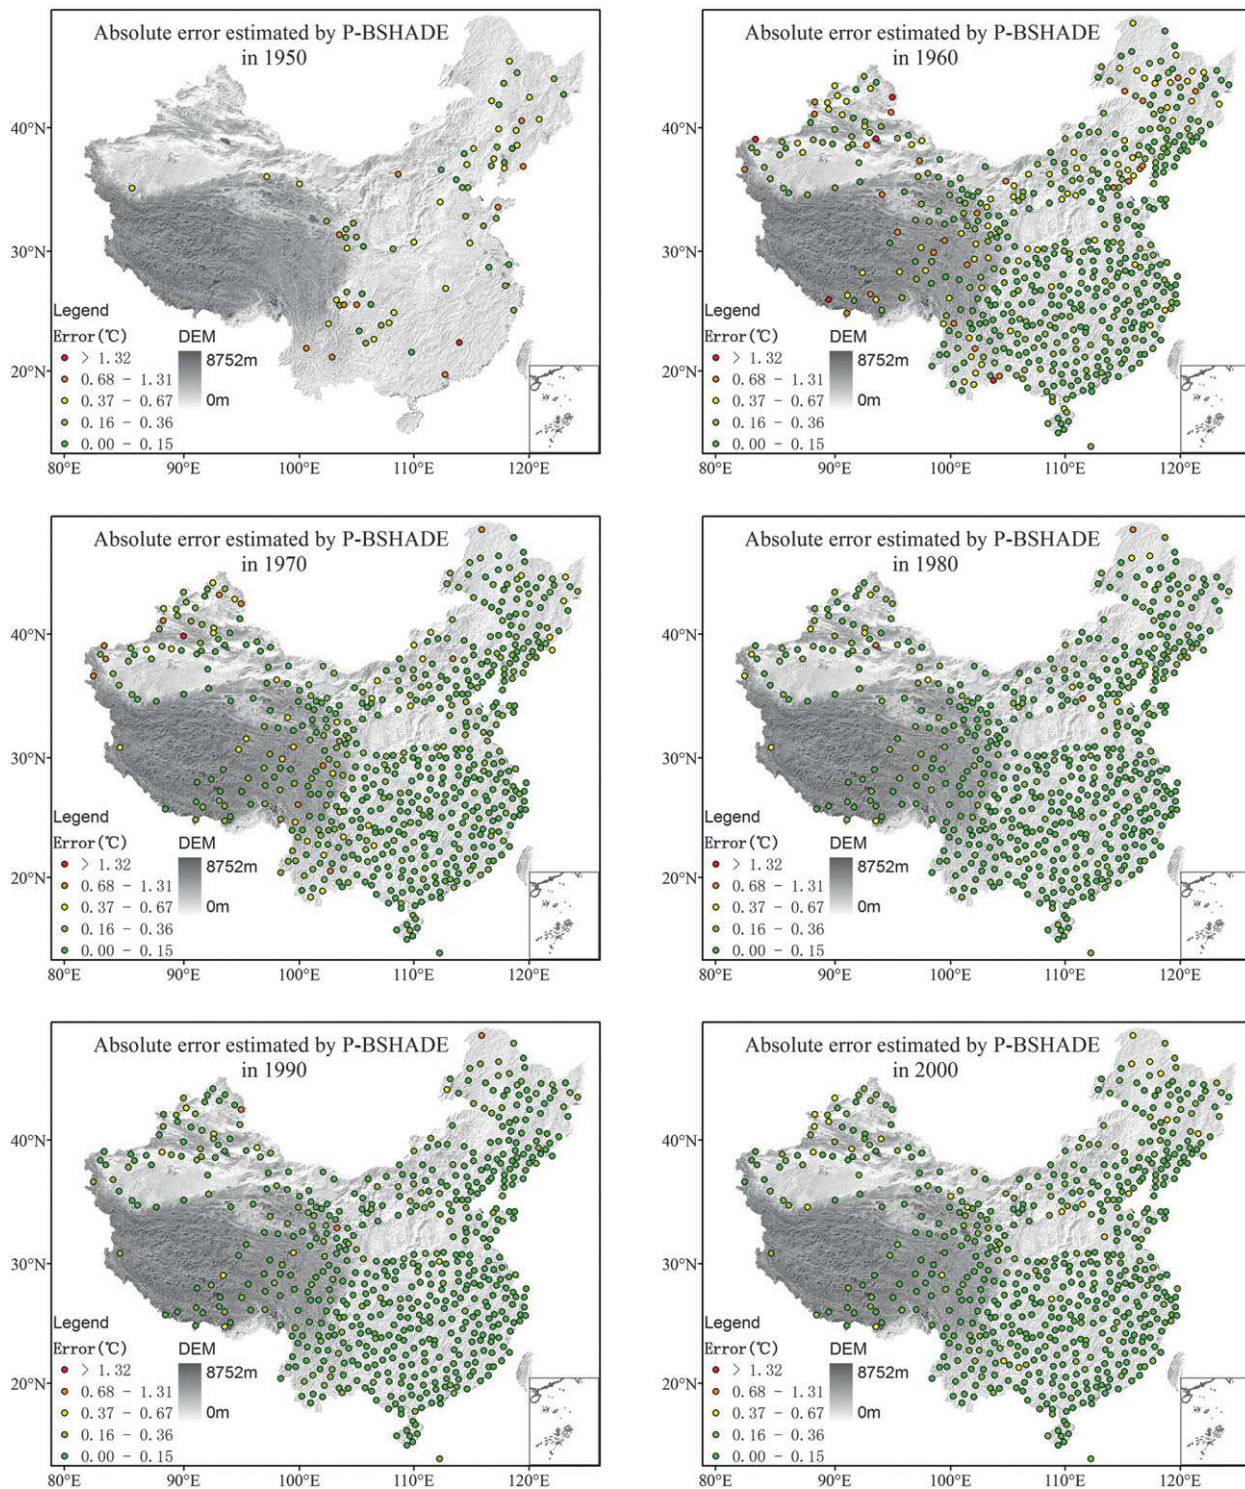 Absolute error estimated by P-BSHADE
in 1950
40°N
30°N
20°N
Legend
Error(℃)
> 1.32
0.68 - 1.31
0.37 - 0.67
0.16 - 0.36
0.00 - 0.15
DEM
8752m
0m
80°E
90°E
100°E
110°E
120°E
Absolute error estimated by P-BSHADE
in 1960
40°N
30°N
20°N
Legend
Error(℃)
> 1.32
0.68 - 1.31
0.37 - 0.67
0.16 - 0.36
0.00 - 0.15
DEM
8752m
0m
80°E
90°E
100°E
110°E
120°E
Absolute error estimated by P-BSHADE
in 1970
40°N
30°N
20°N
Legend
Error(℃)
> 1.32
0.68 - 1.31
0.37 - 0.67
0.16 - 0.36
0.00 - 0.15
DEM
8752m
0m
80°E
90°E
100°E
110°E
120°E
Absolute error estimated by P-BSHADE
in 1980
40°N
30°N
20°N
Legend
Error(℃)
> 1.32
0.68 - 1.31
0.37 - 0.67
0.16 - 0.36
0.00 - 0.15
DEM
8752m
0m
80°E
90°E
100°E
110°E
120°E
Absolute error estimated by P-BSHADE
in 1990
40°N
30°N
20°N
Legend
Error(℃)
> 1.32
0.68 - 1.31
0.37 - 0.67
0.16 - 0.36
0.00 - 0.15
DEM
8752m
0m
80°E
90°E
100°E
110°E
120°E
Absolute error estimated by P-BSHADE
in 2000
40°N
30°N
20°N
Legend
Error(℃)
> 1.32
0.68 - 1.31
0.37 - 0.67
0.16 - 0.36
0.00 - 0.15
DEM
8752m
0m
80°E
90°E
100°E
110°E
120°E